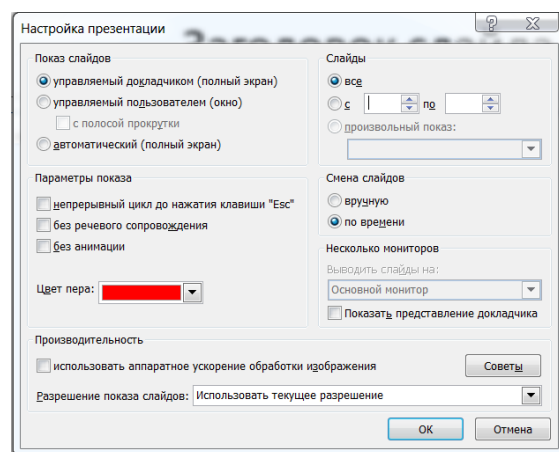 Настройка презентации
Заголовок слайда
Показ слайдов
управляемый докладчиком (полный экран)
управляемый пользователем (окно)
с полосой прокрутки
автоматический (полный экран)
Слайды
все
с по
произвольный показ:
Параметры показа
непрерывный цикл до нажатия клавиши "Esc"
без речевого сопровождения
без анимации
Цвет пера:
Смена слайдов
вручную
по времени
Несколько мониторов
Выводить слайды на:
Основной монитор
Показать представление докладчика
Производительность
использовать аппаратное ускорение обработки изображения
Советы
Разрешение показа слайдов: Использовать текущее разрешение
ОК Отмена